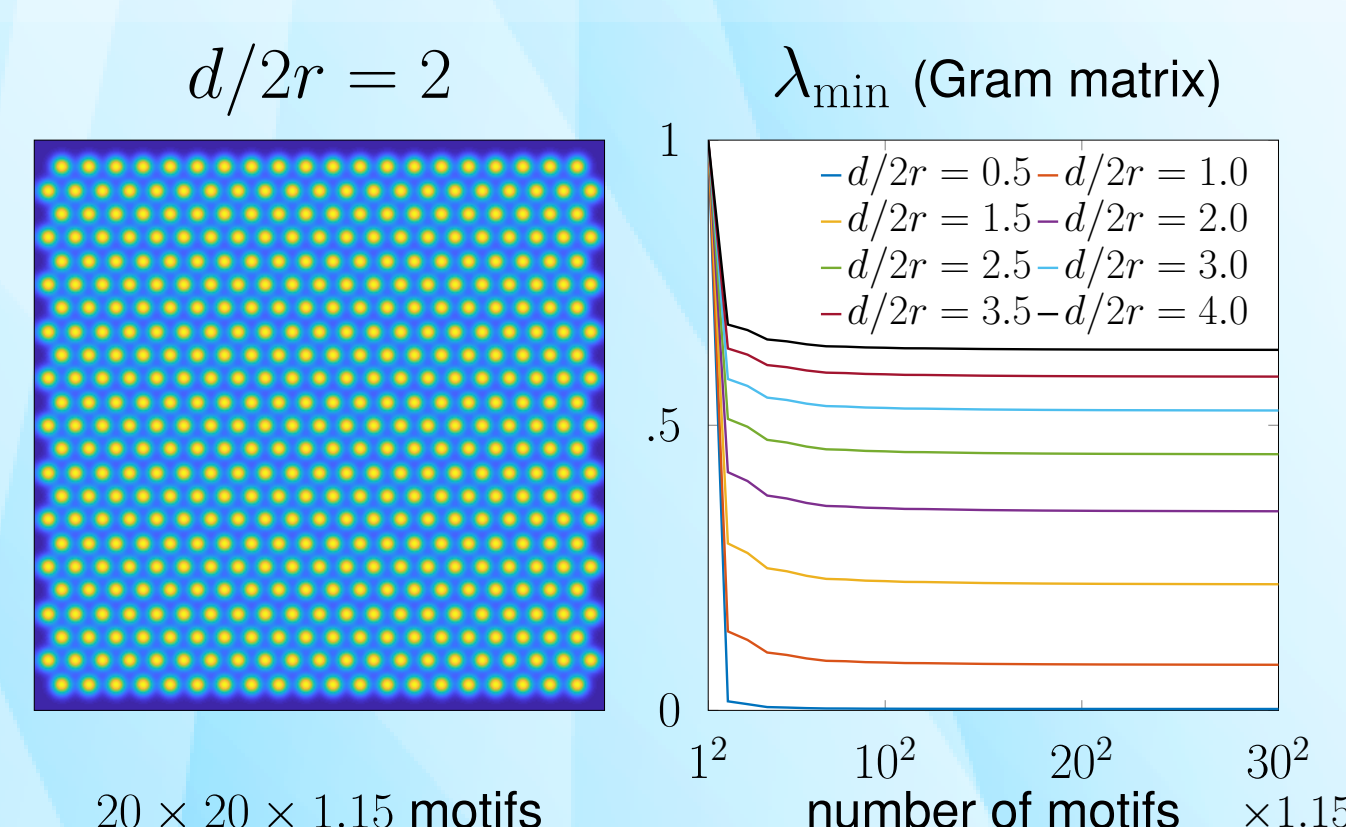 d/2r = 2
20 × 20 × 1.15 motifs
λmin (Gram matrix)
1
.5
0
d/2r = 0.5 d/2r = 1.0
d/2r = 1.5 d/2r = 2.0
d/2r = 2.5 d/2r = 3.0
d/2r = 3.5 d/2r = 4.0
1² 10² 20² 30²
number of motifs ×1.15